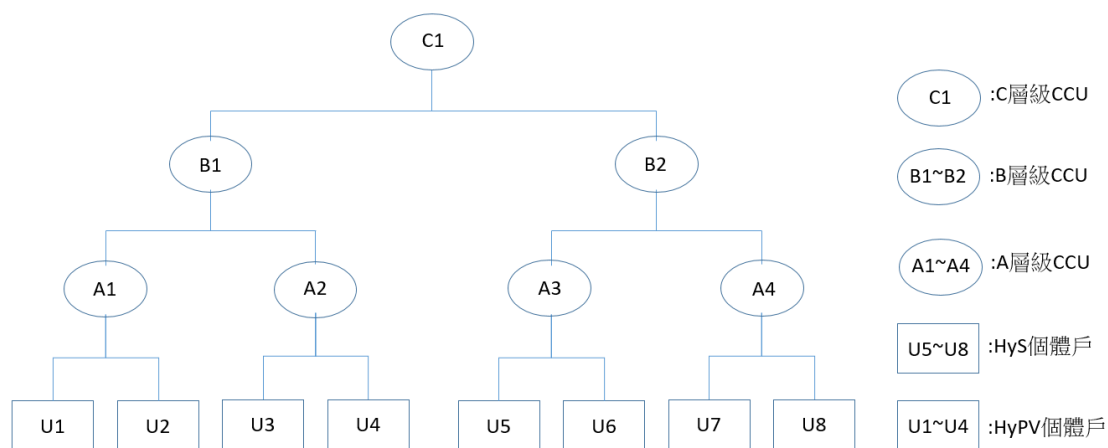 C1
B1
B2
A1
A2
A3
A4
U1
U2
U3
U4
U5
U6
U7
U8
C1 :C層級CCU
B1~B2 :B層級CCU
A1~A4 :A層級CCU
U5~U8 :HyS個體戶
U1~U4 :HyPV個體戶